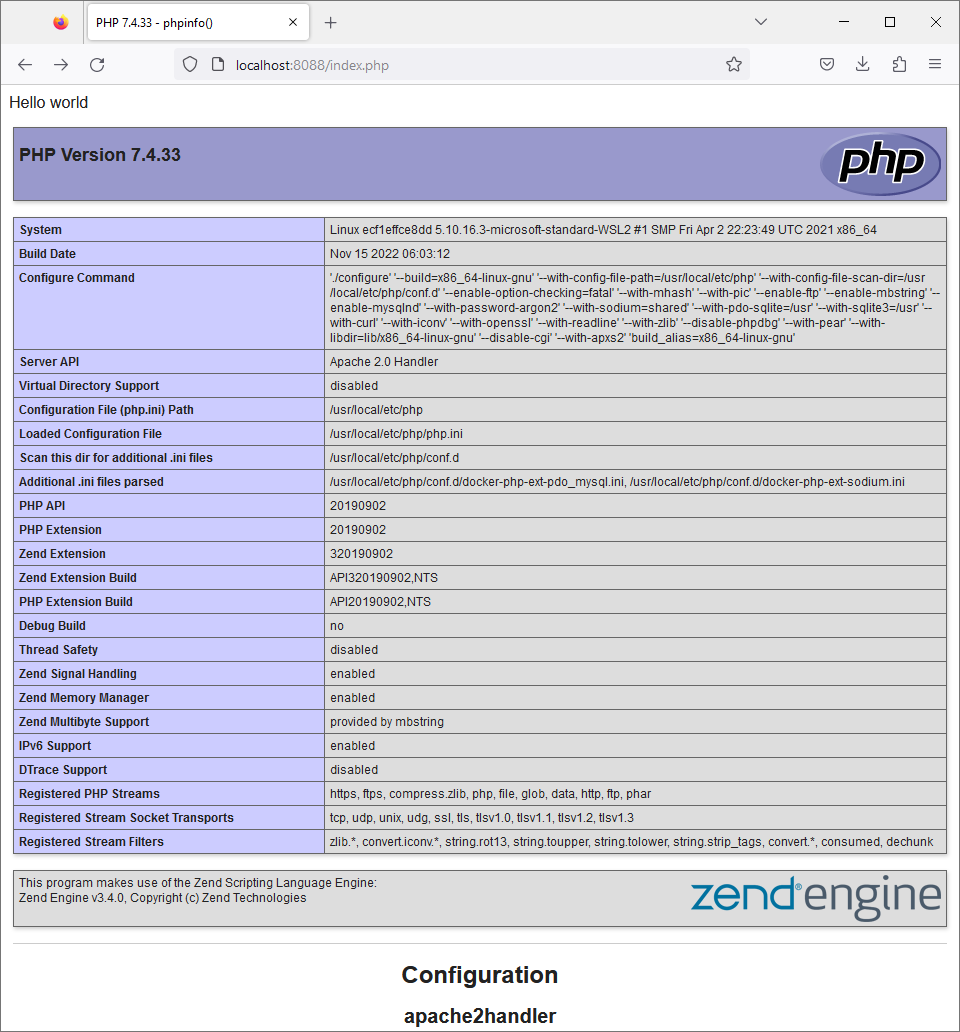 PHP 7.4.33 - phpinfo()
localhost:8088/index.php
Hello world
PHP Version 7.4.33
php
System Linux ecf1effce8dd 5.10.16.3-microsoft-standard-WSL2 #1 SMP Fri Apr 2 22:23:49 UTC 2021 x86_64
Build Date Nov 15 2022 06:03:12
Configure Command './configure' '--build=x86_64-linux-gnu' '--with-config-file-path=/usr/local/etc/php' '--with-config-file-scan-dir=/usr
/local/etc/php/conf.d' '--enable-option-checking=fatal' '--with-mhash' '--with-pic' '--enable-ftp' '--enable-mbstring' '--
enable-mysqlnd' '--with-password-argon2' '--with-sodium=shared' '--with-pdo-sqlite=/usr' '--with-sqlite3=/usr' '--
with-curl' '--with-iconv' '--with-openssl' '--with-readline' '--with-zlib' '--disable-phpdbg' '--with-pear' '--with-
libdir=lib/x86_64-linux-gnu' '--disable-cgi' '--with-apxs2' 'build_alias=x86_64-linux-gnu'
Server API Apache 2.0 Handler
Virtual Directory Support disabled
Configuration File (php.ini) Path /usr/local/etc/php
Loaded Configuration File /usr/local/etc/php/php.ini
Scan this dir for additional .ini files /usr/local/etc/php/conf.d
Additional .ini files parsed /usr/local/etc/php/conf.d/docker-php-ext-pdo_mysql.ini, /usr/local/etc/php/conf.d/docker-php-ext-sodium.ini
PHP API 20190902
PHP Extension 20190902
Zend Extension 320190902
Zend Extension Build API320190902,NTS
PHP Extension Build API20190902,NTS
Debug Build no
Thread Safety disabled
Zend Signal Handling enabled
Zend Memory Manager enabled
Zend Multibyte Support provided by mbstring
IPv6 Support enabled
DTrace Support disabled
Registered PHP Streams https, ftps, compress.zlib, php, file, glob, data, http, ftp, phar
Registered Stream Socket Transports tcp, udp, unix, udg, ssl, tls, tlsv1.0, tlsv1.1, tlsv1.2, tlsv1.3
Registered Stream Filters zlib.*, convert.iconv.*, string.rot13, string.toupper, string.tolower, string.strip_tags, convert.*, consumed, dechunk
This program makes use of the Zend Scripting Language Engine:
Zend Engine v3.4.0, Copyright (c) Zend Technologies
zend® engine
Configuration
apache2handler